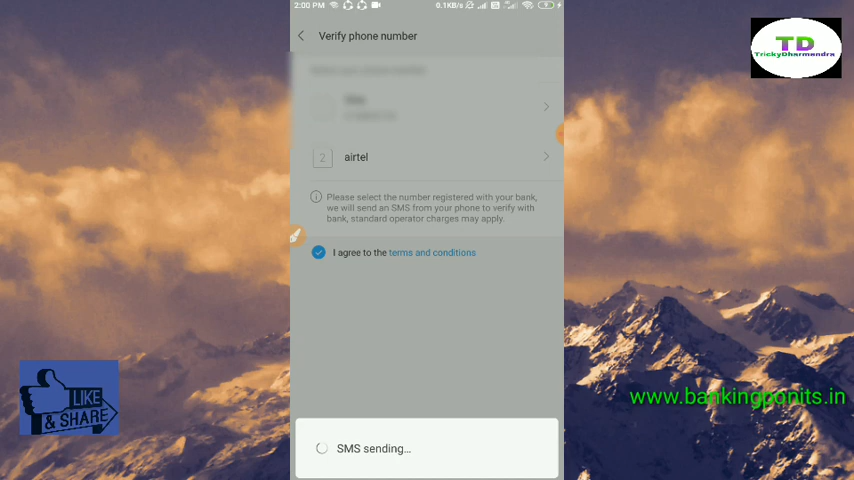 2:00 PM 0.1KB/s
Verify phone number
2 airtel
Please select the number registered with your bank,
we will send an SMS from your phone to verify with
bank, standard operator charges may apply.
I agree to the terms and conditions
SMS sending...
TD
TrickyDharmendra
LIKE
& SHARE
www.bankingponits.in